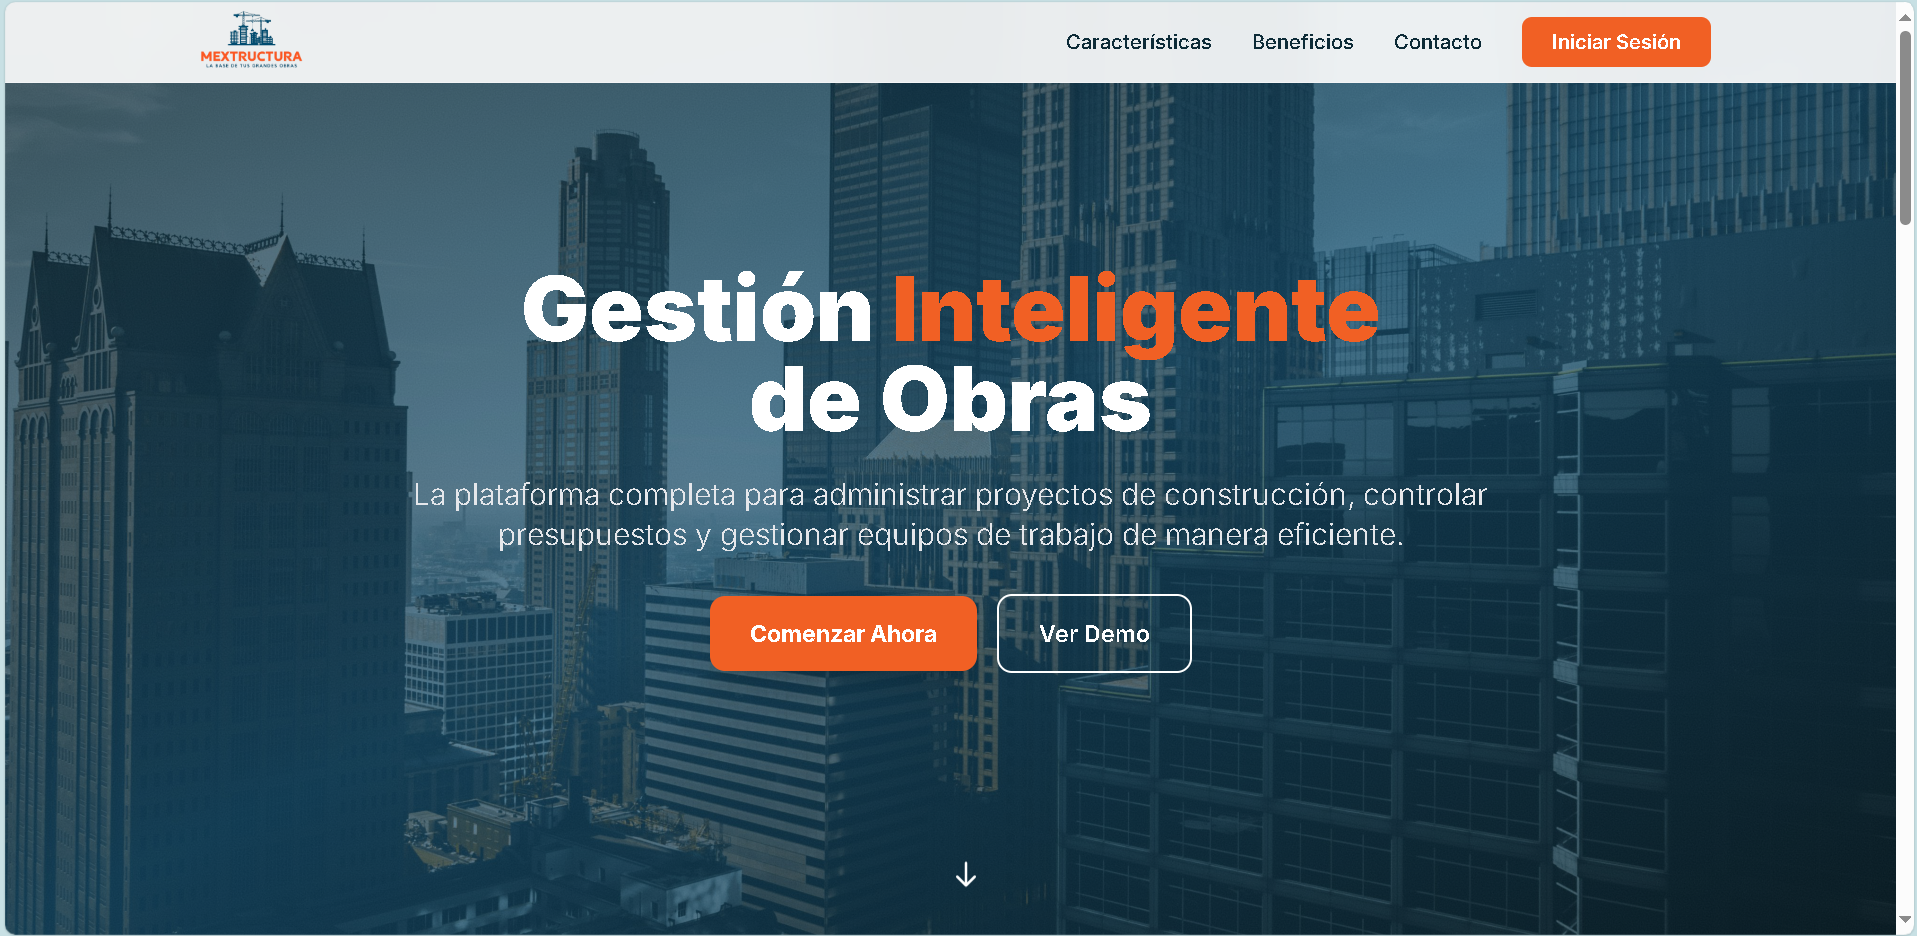 MEXTRUCTURA
LA BASE DE TUS GRANDES OBRAS
Características
Beneficios
Contacto
Iniciar Sesión
Gestión Inteligente
de Obras
La plataforma completa para administrar proyectos de construcción, controlar
presupuestos y gestionar equipos de trabajo de manera eficiente.
Comenzar Ahora
Ver Demo